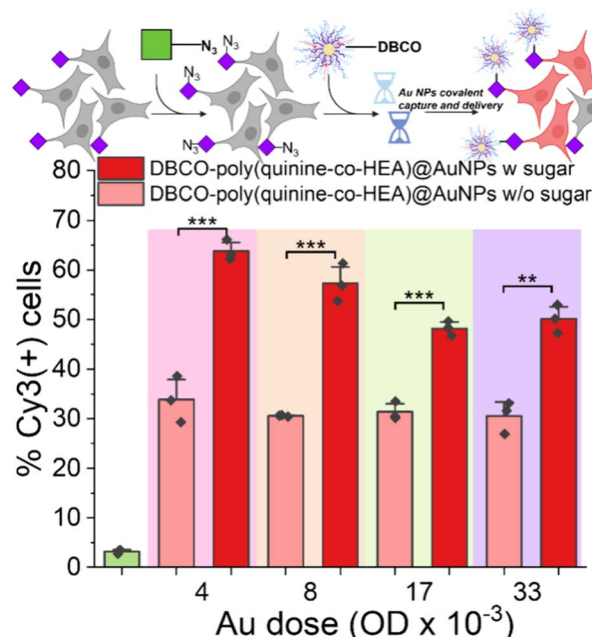 N₃
N₃
N₃
DBCO
Au NPs covalent
capture and delivery
N₃
N₃
DBCO-poly(quinine-co-HEA)@AuNPs w sugar
DBCO-poly(quinine-co-HEA)@AuNPs w/o sugar
80
70
60
50
40
30
20
10
0
% Cy3(+) cells
***
***
***
**
4 8 17 33
Au dose (OD x 10⁻³)